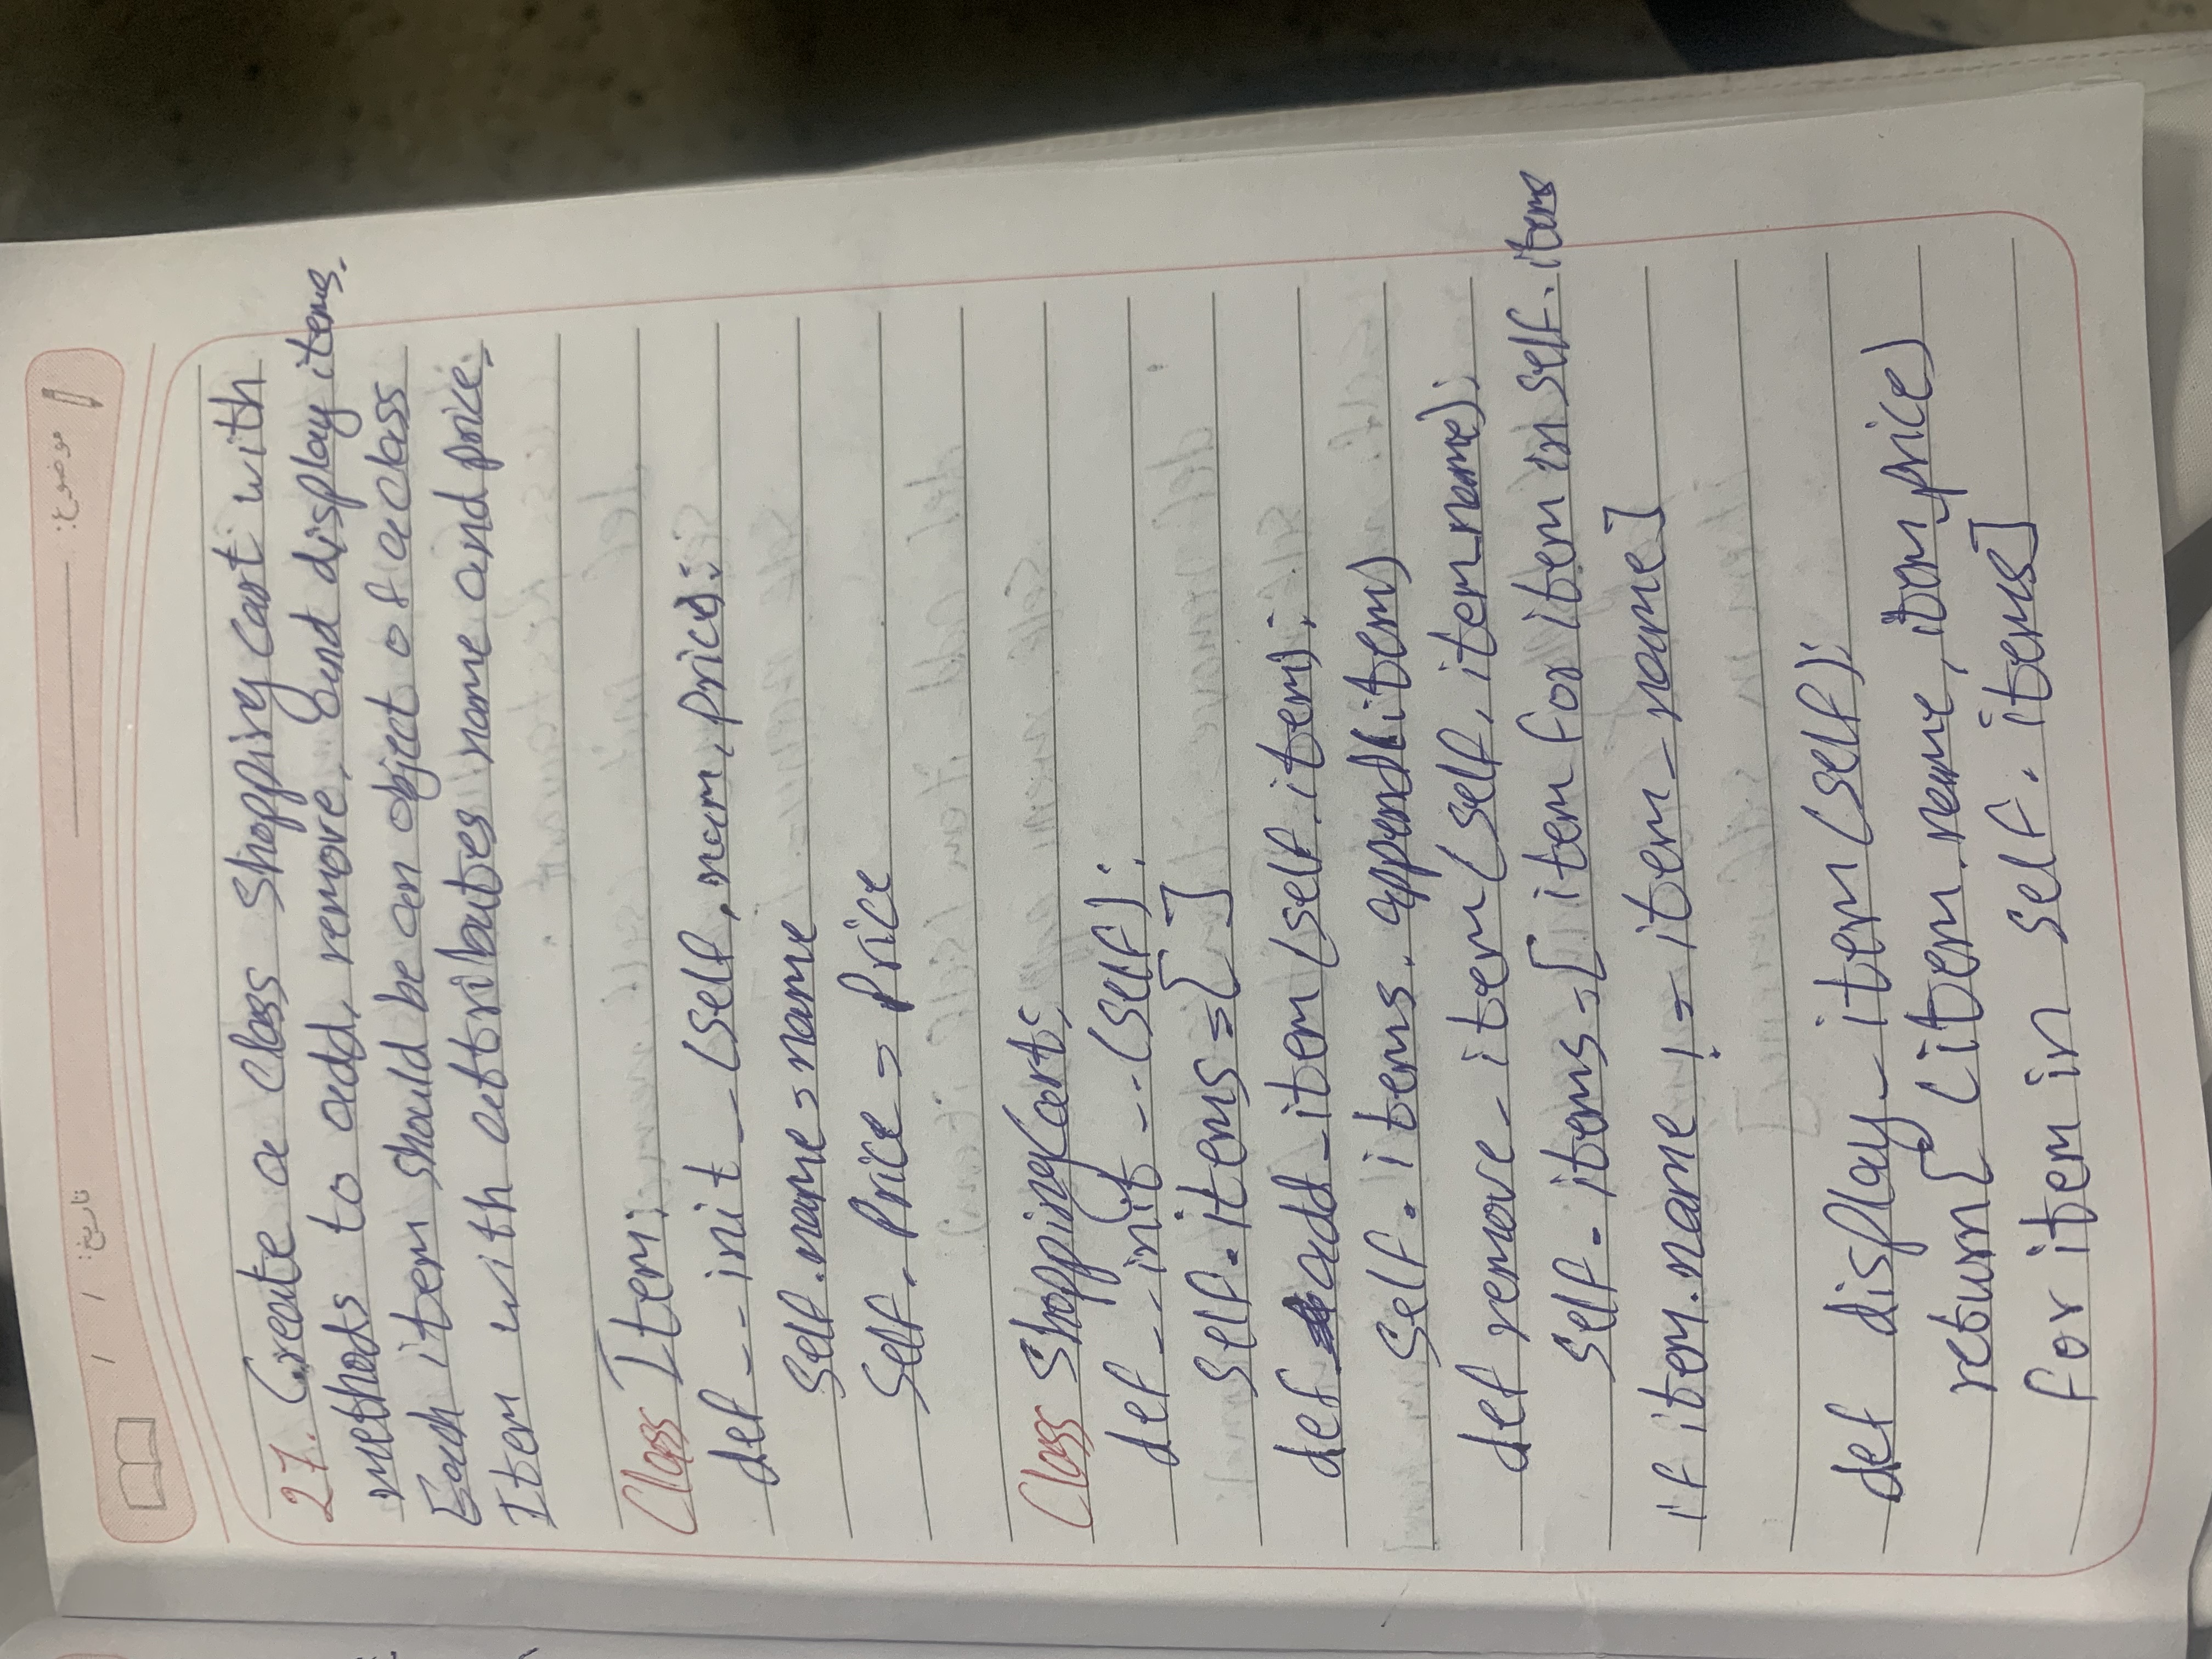 موضوع:
تاریخ: / /
27. Create a class shopping cart with
methods to add, remove, and display items.
Each item should be an object of a class
Item with attributes name and price.
Class Item:
def __init_(self, nam, price):
self.name = name
self. Price = Price
Class ShoppingCart:
def __init__(self):
self.items = [ ]
def add_item (self.item):
self.items.append(item)
def remove_item (self, item_name):
self.items = [ item for item in self.items
if item.name != item_name]
def display_item (self):
return [ (item.name, item.price)
for item in self.items]